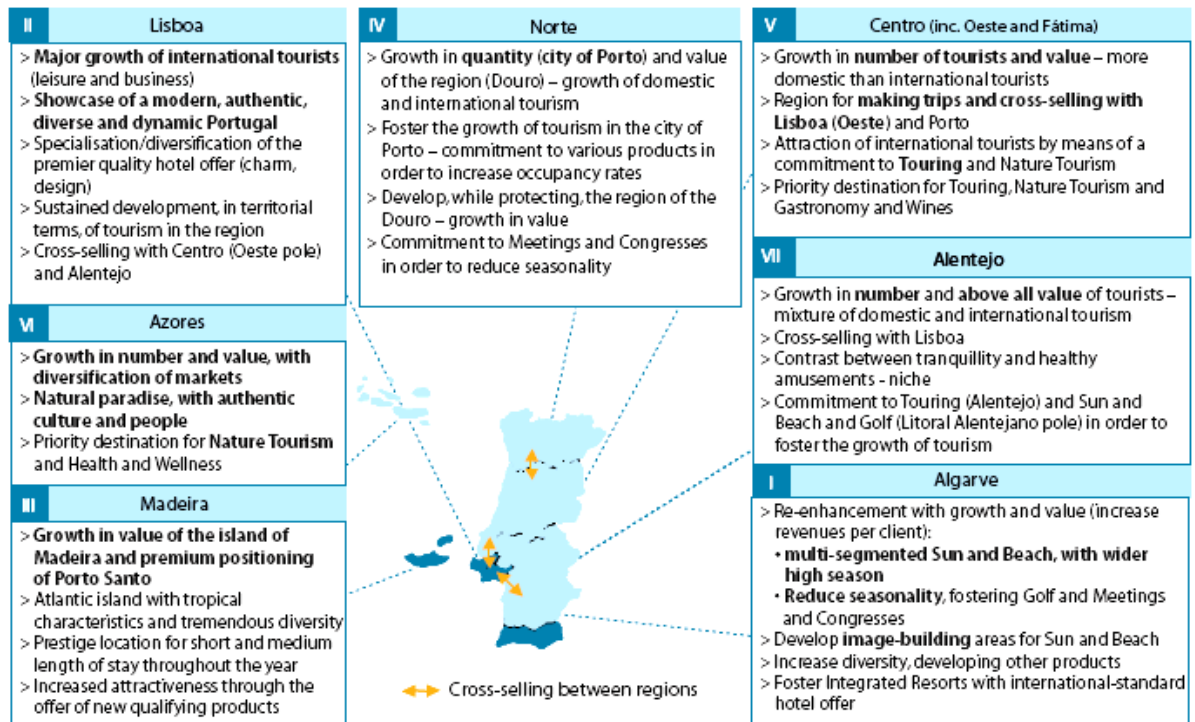 II Lisboa
> Major growth of international tourists
(leisure and business)
> Showcase of a modern, authentic,
diverse and dynamic Portugal
> Specialisation/diversification of the
premier quality hotel offer (charm,
design)
> Sustained development, in territorial
terms, of tourism in the region
> Cross-selling with Centro (Oeste pole)
and Alentejo
IV Norte
> Growth in quantity (city of Porto) and value
of the region (Douro) – growth of domestic
and international tourism
> Foster the growth of tourism in the city of
Porto – commitment to various products in
order to increase occupancy rates
> Develop, while protecting, the region of the
Douro – growth in value
> Commitment to Meetings and Congresses
in order to reduce seasonality
V Centro (inc. Oeste and Fátima)
> Growth in number of tourists and value – more
domestic than international tourists
> Region for making trips and cross-selling with
Lisboa (Oeste) and Porto
> Attraction of international tourists by means of a
commitment to Touring and Nature Tourism
> Priority destination for Touring, Nature Tourism and
Gastronomy and Wines
VI Azores
> Growth in number and value, with
diversification of markets
> Natural paradise, with authentic
culture and people
> Priority destination for Nature Tourism
and Health and Wellness
VII Alentejo
> Growth in number and above all value of tourists –
mixture of domestic and international tourism
> Cross-selling with Lisboa
> Contrast between tranquillity and healthy
amusements - niche
> Commitment to Touring (Alentejo) and Sun and
Beach and Golf (Litoral Alentejano pole) in order to
foster the growth of tourism
III Madeira
> Growth in value of the island of
Madeira and premium positioning
of Porto Santo
> Atlantic island with tropical
characteristics and tremendous diversity
> Prestige location for short and medium
length of stay throughout the year
> Increased attractiveness through the
offer of new qualifying products
I Algarve
> Re-enhancement with growth and value (increase
revenues per client):
• multi-segmented Sun and Beach, with wider
high season
• Reduce seasonality, fostering Golf and Meetings
and Congresses
> Develop image-building areas for Sun and Beach
> Increase diversity, developing other products
> Foster Integrated Resorts with international-standard
hotel offer
Cross-selling between regions